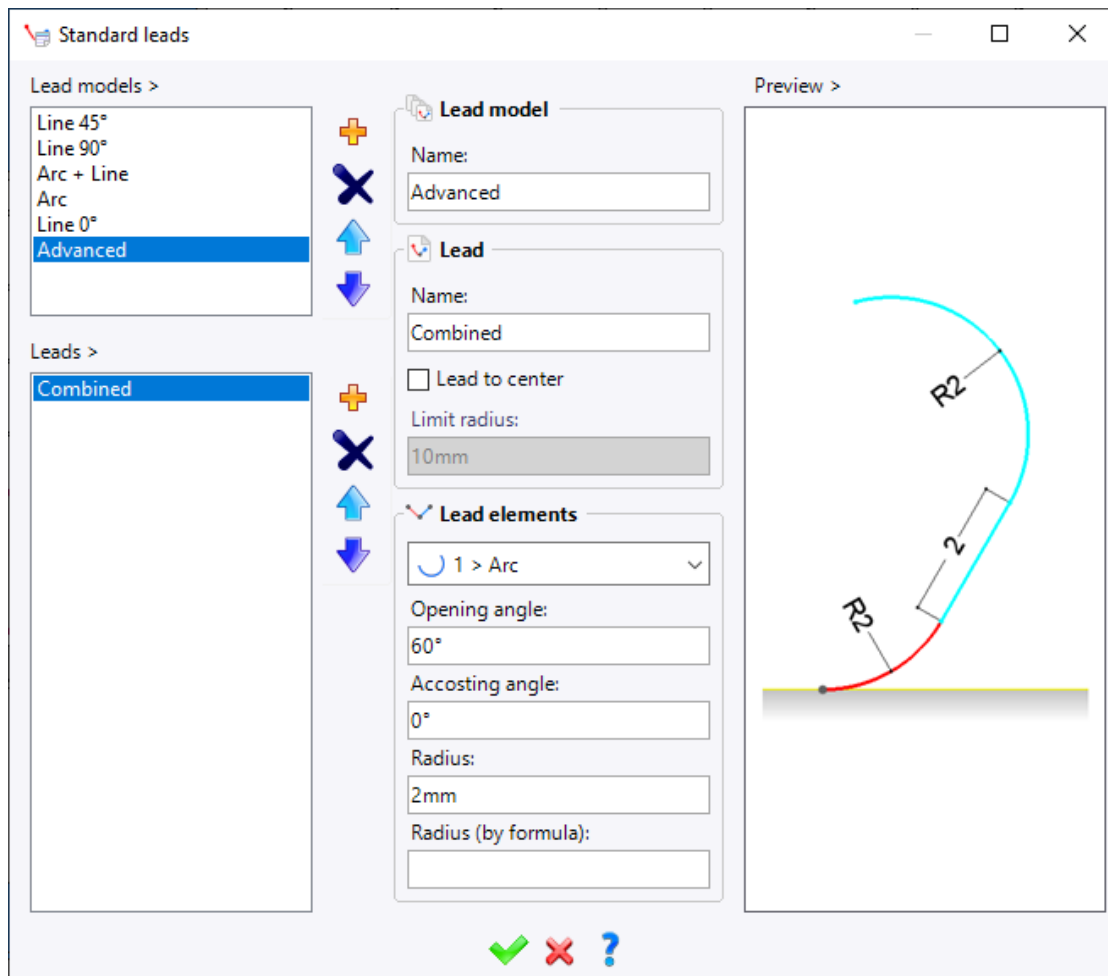 Standard leads
Lead models >
Line 45°
Line 90°
Arc + Line
Arc
Line 0°
Advanced
Leads >
Combined
Lead model
Name:
Advanced
Lead
Name:
Combined
Lead to center
Limit radius:
10mm
Lead elements
1 > Arc
Opening angle:
60°
Accosting angle:
0°
Radius:
2mm
Radius (by formula):
Preview >
R2
2
R2